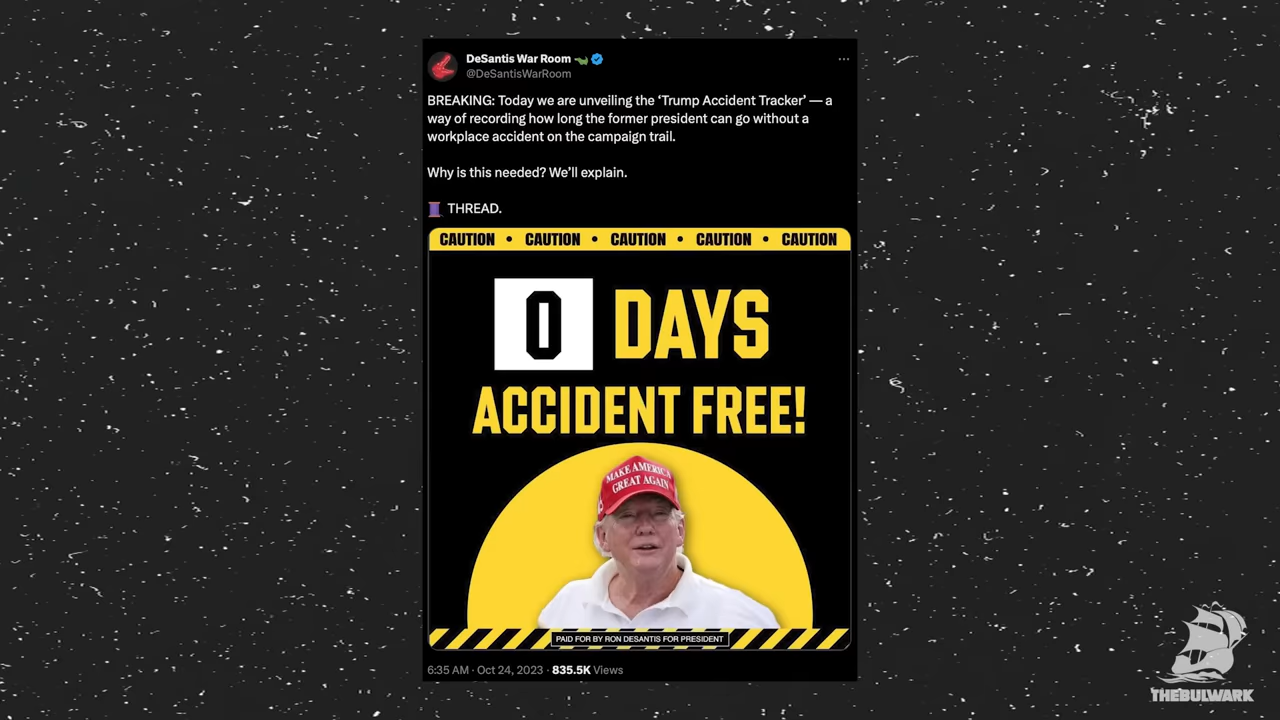 DeSantis War Room
@DeSantisWarRoom
BREAKING: Today we are unveiling the ‘Trump Accident Tracker’ — a
way of recording how long the former president can go without a
workplace accident on the campaign trail.
Why is this needed? We’ll explain.
THREAD.
CAUTION • CAUTION • CAUTION • CAUTION • CAUTION
0 DAYS
ACCIDENT FREE!
MAKE AMERICA
GREAT AGAIN
PAID FOR BY RON DESANTIS FOR PRESIDENT
6:35 AM · Oct 24, 2023 · 835.5K Views
THEBULWARK